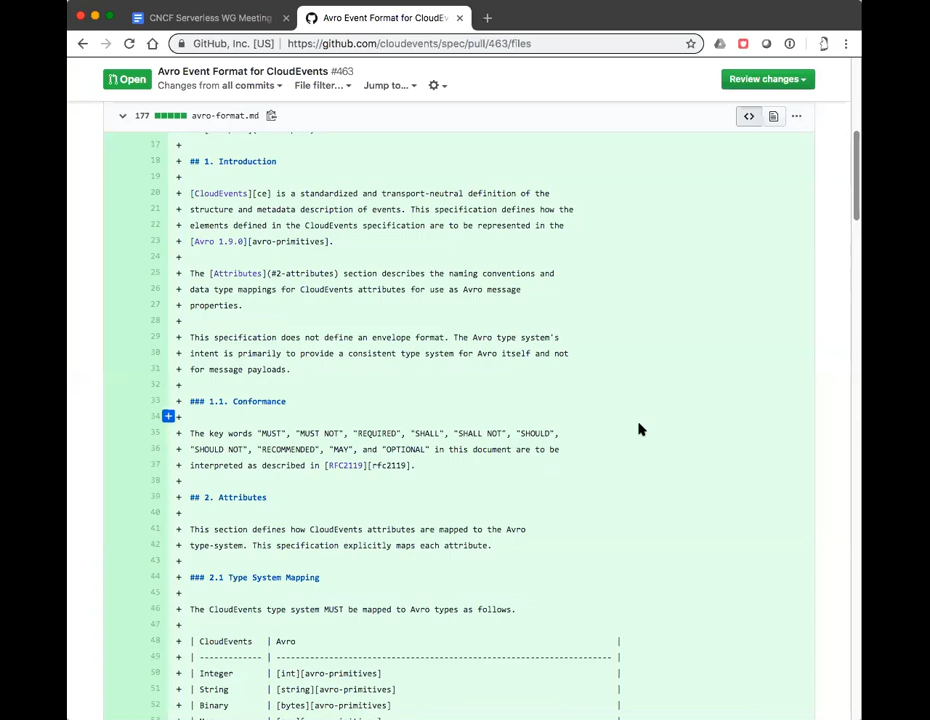 CNCF Serverless WG Meeting
Avro Event Format for CloudEv
GitHub, Inc. [US] | https://github.com/cloudevents/spec/pull/463/files
Open
Avro Event Format for CloudEvents #463
Changes from all commits
File filter...
Jump to...
Review changes
177 avro-format.md
17 +
18 + ## 1. Introduction
19 +
20 + [CloudEvents][ce] is a standardized and transport-neutral definition of the
21 + structure and metadata description of events. This specification defines how the
22 + elements defined in the CloudEvents specification are to be represented in the
23 + [Avro 1.9.0][avro-primitives].
24 +
25 + The [Attributes](#2-attributes) section describes the naming conventions and
26 + data type mappings for CloudEvents attributes for use as Avro message
27 + properties.
28 +
29 + This specification does not define an envelope format. The Avro type system's
30 + intent is primarily to provide a consistent type system for Avro itself and not
31 + for message payloads.
32 +
33 + ### 1.1. Conformance
34 +
35 + The key words "MUST", "MUST NOT", "REQUIRED", "SHALL", "SHALL NOT", "SHOULD",
36 + "SHOULD NOT", "RECOMMENDED", "MAY", and "OPTIONAL" in this document are to be
37 + interpreted as described in [RFC2119][rfc2119].
38 +
39 + ## 2. Attributes
40 +
41 + This section defines how CloudEvents attributes are mapped to the Avro
42 + type-system. This specification explicitly maps each attribute.
43 +
44 + ### 2.1 Type System Mapping
45 +
46 + The CloudEvents type system MUST be mapped to Avro types as follows.
47 +
48 + | CloudEvents | Avro |
49 + | ------------- | ---------------------------------------------------------------------- |
50 + | Integer | [int][avro-primitives]
51 + | String | [string][avro-primitives]
52 + | Binary | [bytes][avro-primitives]